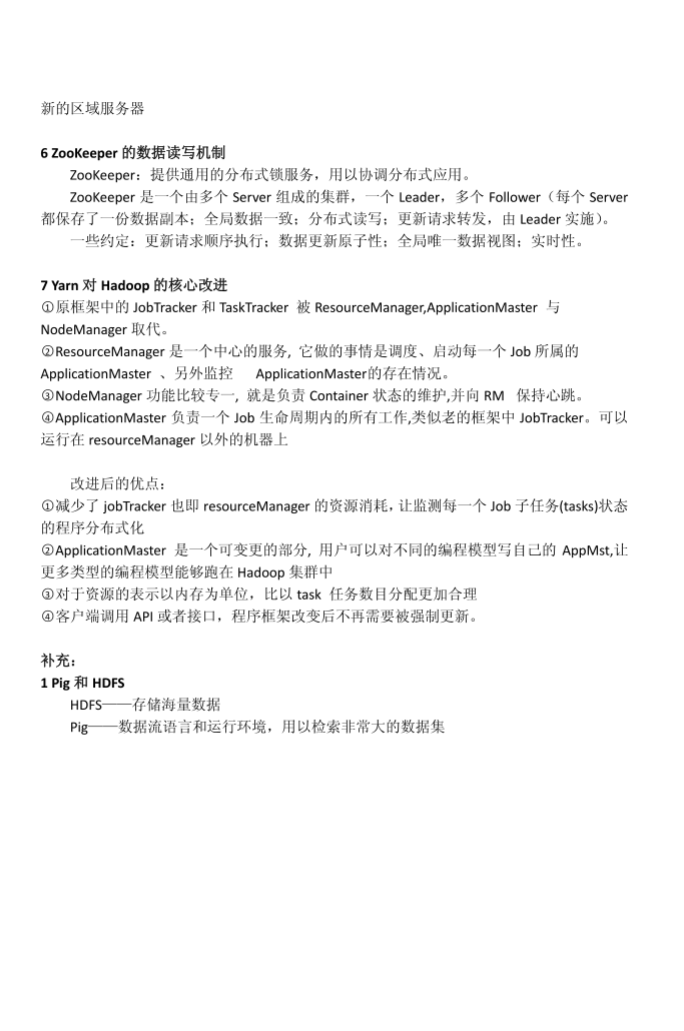 新的区域服务器
6 ZooKeeper 的数据读写机制
ZooKeeper：提供通用的分布式锁服务，用以协调分布式应用。
ZooKeeper 是一个由多个 Server 组成的集群，一个 Leader，多个 Follower（每个 Server
都保存了一份数据副本；全局数据一致；分布式读写；更新请求转发，由 Leader 实施）。
一些约定：更新请求顺序执行；数据更新原子性；全局唯一数据视图；实时性。
7 Yarn 对 Hadoop 的核心改进
①原框架中的 JobTracker 和 TaskTracker 被 ResourceManager,ApplicationMaster 与
NodeManager 取代。
②ResourceManager 是一个中心的服务, 它做的事情是调度、启动每一个 Job 所属的
ApplicationMaster 、另外监控 ApplicationMaster的存在情况。
③NodeManager 功能比较专一, 就是负责 Container 状态的维护,并向 RM 保持心跳。
④ApplicationMaster 负责一个 Job 生命周期内的所有工作,类似老的框架中 JobTracker。可以
运行在 resourceManager 以外的机器上
改进后的优点：
①减少了 jobTracker 也即 resourceManager 的资源消耗，让监测每一个 Job 子任务(tasks)状态
的程序分布式化
②ApplicationMaster 是一个可变更的部分, 用户可以对不同的编程模型写自己的 AppMst,让
更多类型的编程模型能够跑在 Hadoop 集群中
③对于资源的表示以内存为单位，比以 task 任务数目分配更加合理
④客户端调用 API 或者接口，程序框架改变后不再需要被强制更新。
补充：
1 Pig 和 HDFS
HDFS——存储海量数据
Pig——数据流语言和运行环境，用以检索非常大的数据集